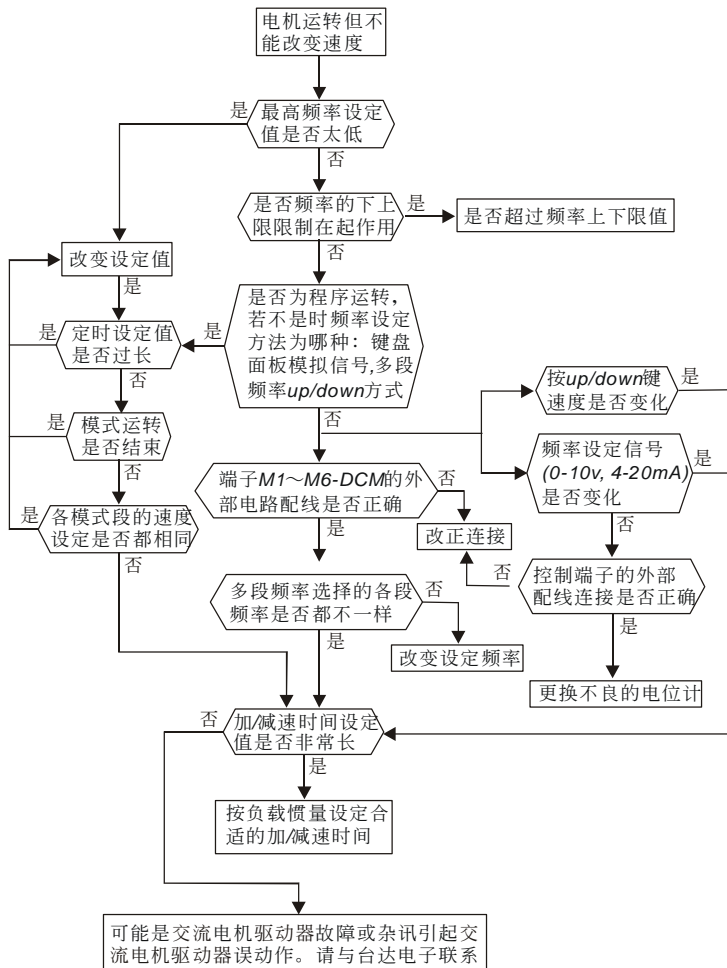 电机运转但不
能改变速度
是
最高频率设定
值是否太低
否
是否频率的下上
限限制在起作用
是
是否超过频率上下限值
否
改变设定值
是
是否为程序运转，
若不是时频率设定
方法为哪种：键盘
面板模拟信号,多段
频率up/down方式
是
是
定时设定值
是否过长
否
否
按up/down键
速度是否变化
是
是
模式运转
是否结束
否
频率设定信号
(0-10v, 4-20mA)
是否变化
是
否
端子M1～M6-DCM的外
部电路配线是否正确
否
是
改正连接
是
各模式段的速度
设定是否都相同
否
否
控制端子的外部
配线连接是否正确
是
更换不良的电位计
多段频率选择的各段
频率是否都不一样
否
是
改变设定频率
否
加/减速时间设定
值是否非常长
是
按负载惯量设定合
适的加/减速时间
可能是交流电机驱动器故障或杂讯引起交
流电机驱动器误动作。请与台达电子联系